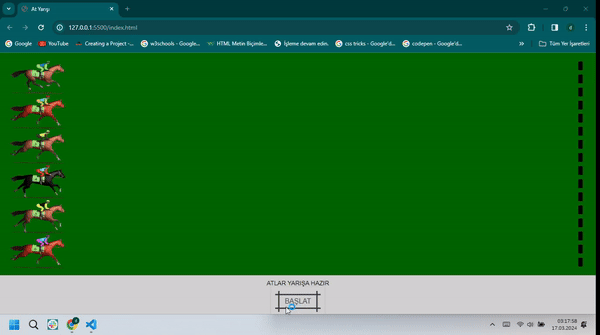 At Yarışı
127.0.0.1:5500/index.html
Google YouTube Creating a Project -... w3schools - Google... HTML Metin Biçimle... İşleme devam edin. css tricks - Google'd... codepen - Google'd... Tüm Yer İşaretleri
ATLAR YARIŞA HAZIR
BAŞLAT
03:17:58
17.03.2024